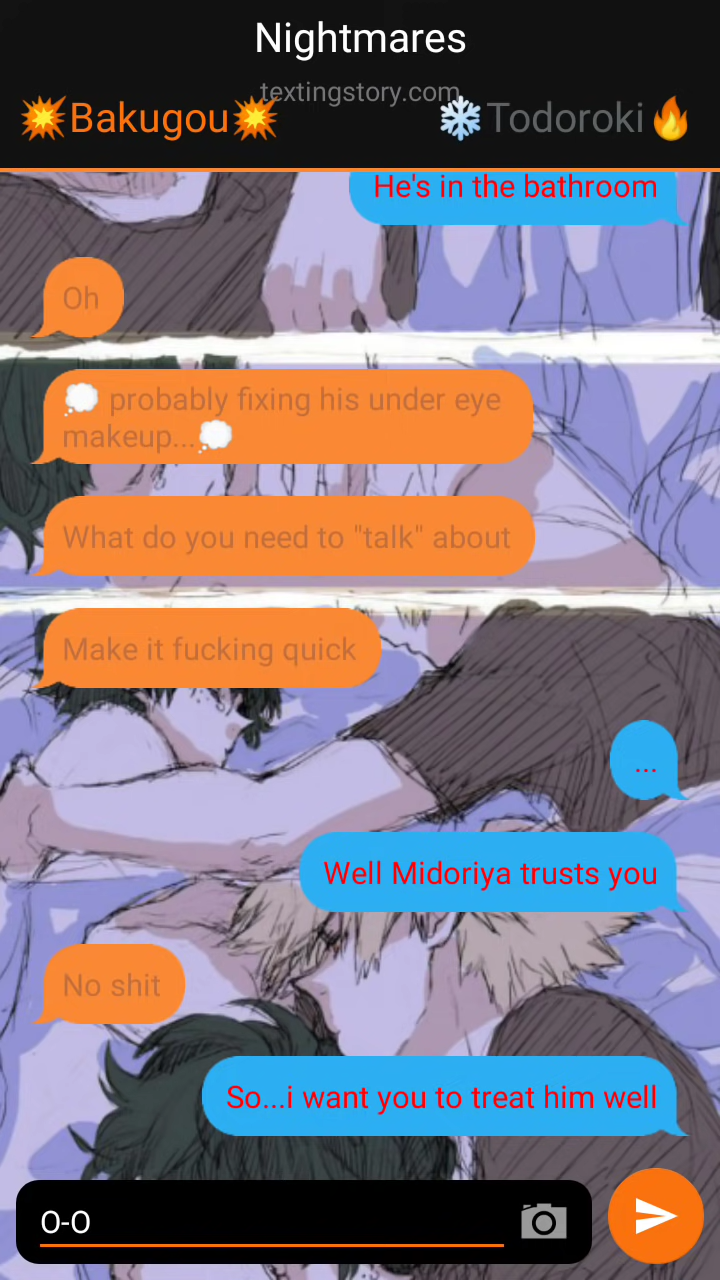 Nightmares
textingstory.com
💥Bakugou💥 ❄️Todoroki🔥
He's in the bathroom
Oh
💭 probably fixing his under eye
makeup...💭
What do you need to "talk" about
Make it fucking quick
...
Well Midoriya trusts you
No shit
So...i want you to treat him well
O-O